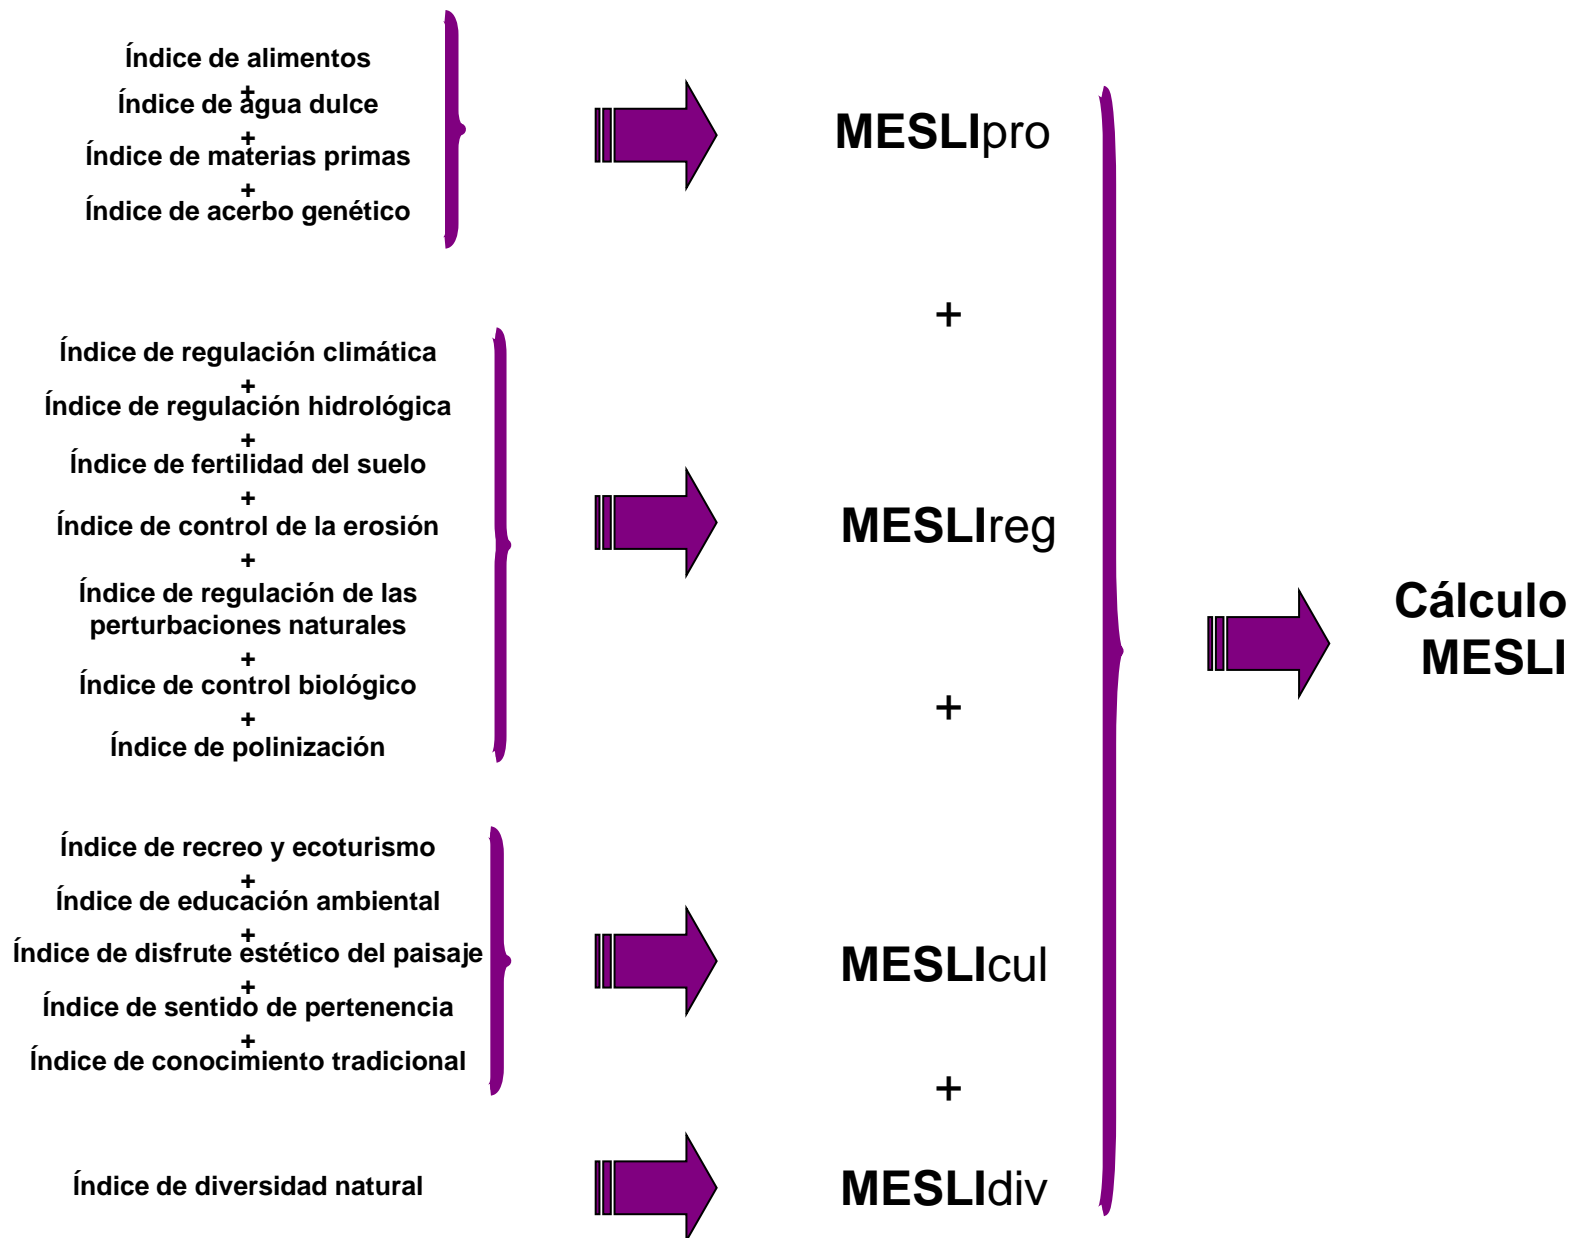 Índice de alimentos
+
Índice de agua dulce
+
Índice de materias primas
+
Índice de acerbo genético
MESLIpro
+
Índice de regulación climática
+
Índice de regulación hidrológica
+
Índice de fertilidad del suelo
+
Índice de control de la erosión
+
Índice de regulación de las
perturbaciones naturales
+
Índice de control biológico
+
Índice de polinización
MESLIreg
+
Índice de recreo y ecoturismo
+
Índice de educación ambiental
+
Índice de disfrute estético del paisaje
+
Índice de sentido de pertenencia
+
Índice de conocimiento tradicional
MESLIcul
+
Índice de diversidad natural
MESLIdiv
Cálculo
MESLI